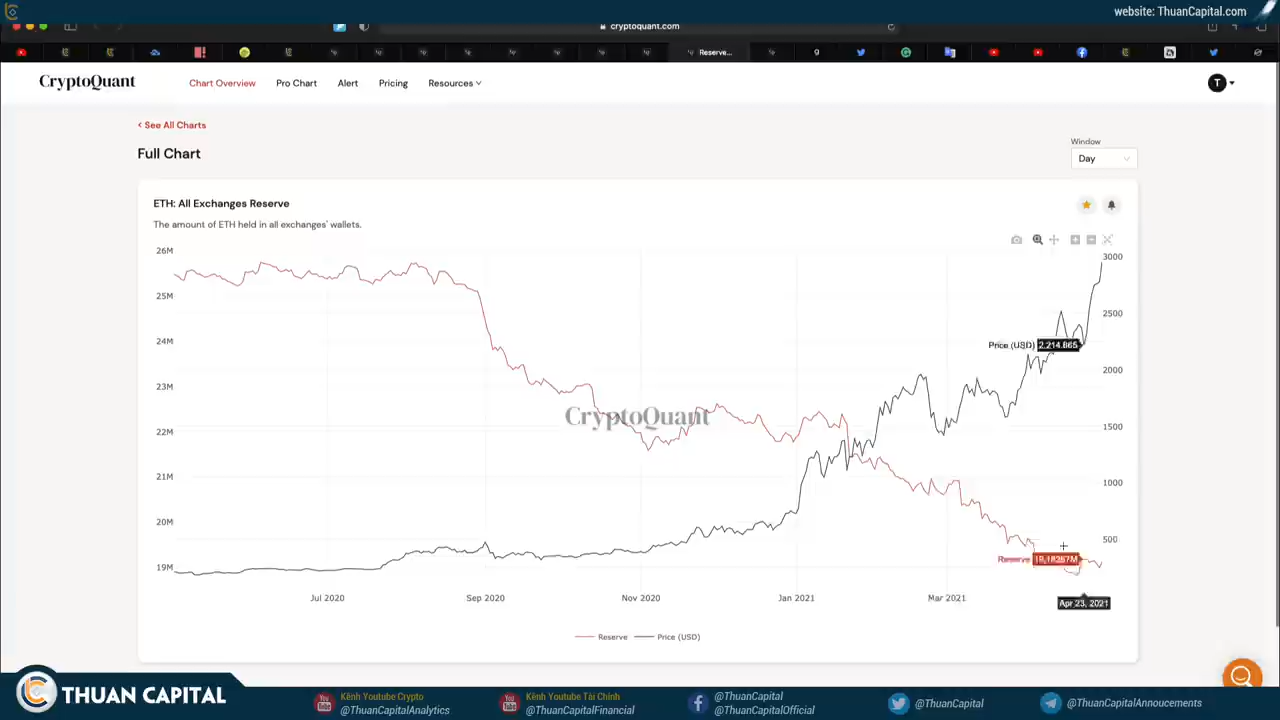 website: ThuanCapital.com
cryptoquant.com
Reserve...
CryptoQuant
Chart Overview
Pro Chart
Alert
Pricing
Resources
T
< See All Charts
Full Chart
Window
Day
ETH: All Exchanges Reserve
The amount of ETH held in all exchanges' wallets.
26M
25M
24M
23M
22M
21M
20M
19M
3000
2500
2000
1500
1000
500
Price (USD) 2,214.865
CryptoQuant
Reserve
Apr 23, 2021
Jul 2020
Sep 2020
Nov 2020
Jan 2021
Mar 2021
Reserve
Price (USD)
THUAN CAPITAL
Kênh Youtube Crypto
@ThuanCapitalAnalytics
Kênh Youtube Tài Chính
@ThuanCapitalFinancial
@ThuanCapital
@ThuanCapitalOfficial
@ThuanCapital
@ThuanCapitalAnnoucements